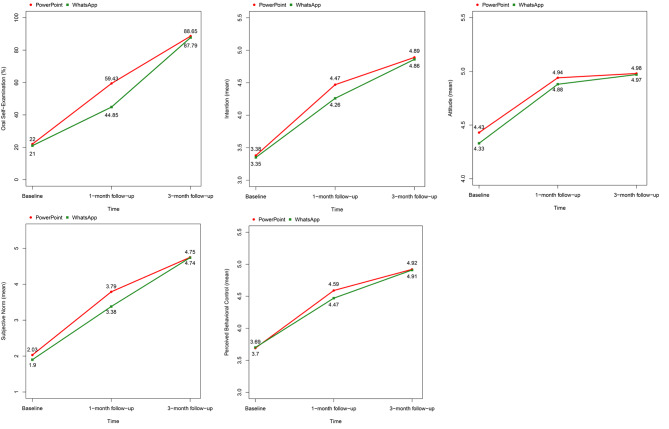 PowerPoint WhatsApp
Oral Self-Examination (%)
100
80
60
40
20
0
22
21
59.43
44.85
88.65
87.79
Baseline 1-month follow-up 3-month follow-up
Time
PowerPoint WhatsApp
Intention (mean)
5.5
5.0
4.5
4.0
3.5
3.0
3.38
3.35
4.47
4.26
4.89
4.86
Baseline 1-month follow-up 3-month follow-up
Time
PowerPoint WhatsApp
Attitude (mean)
5.5
5.0
4.5
4.0
4.43
4.33
4.94
4.88
4.98
4.97
Baseline 1-month follow-up 3-month follow-up
Time
PowerPoint WhatsApp
Subjective Norm (mean)
5
4
3
2
1
2.03
1.9
3.79
3.38
4.75
4.74
Baseline 1-month follow-up 3-month follow-up
Time
PowerPoint WhatsApp
Perceived Behavioral Control (mean)
5.5
5.0
4.5
4.0
3.5
3.0
3.69
3.7
4.59
4.47
4.92
4.91
Baseline 1-month follow-up 3-month follow-up
Time